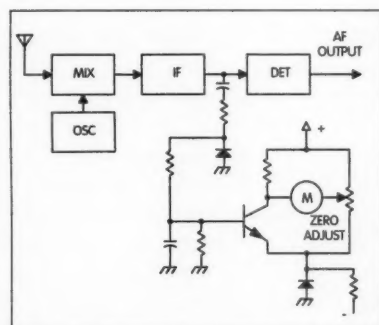 AF
OUTPUT
MIX
IF
DET
OSC
+
M
ZERO
ADJUST
-